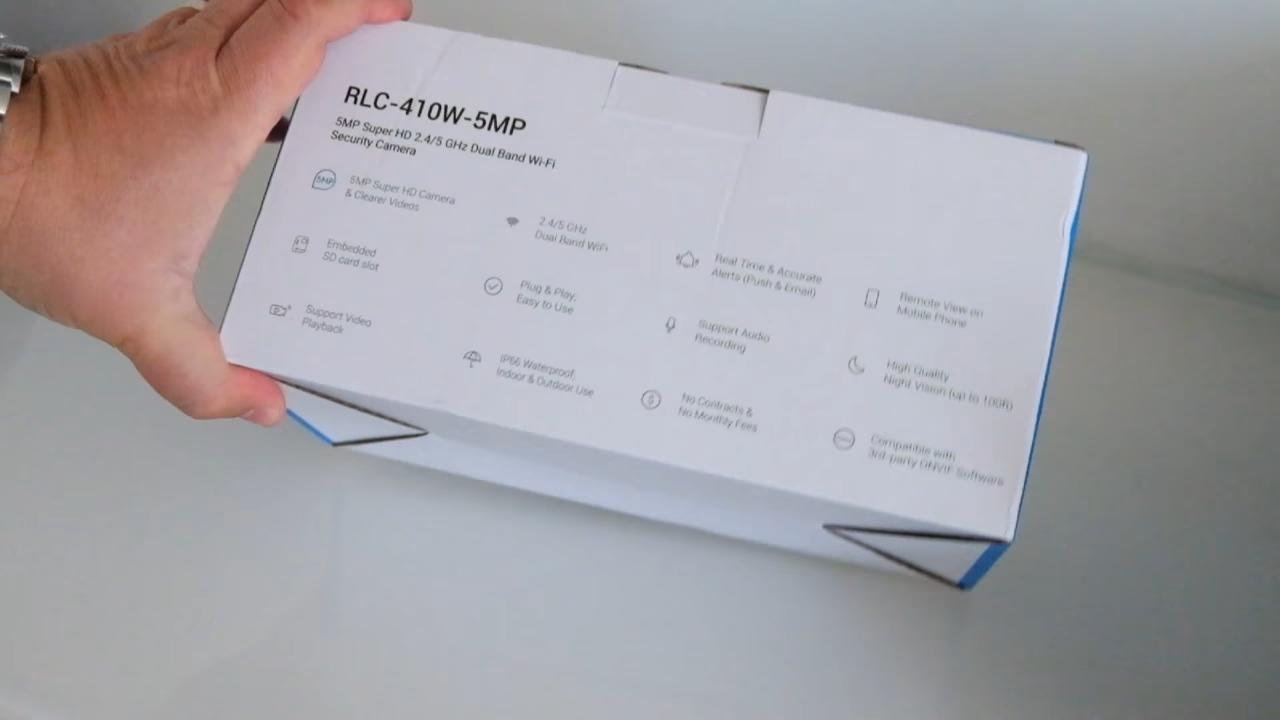 RLC-410W-5MP
5MP Super HD 2.4/5 GHz Dual Band Wi-Fi
Security Camera
5MP
5MP Super HD Camera
& Clearer Videos
Embedded
SD card slot
Support Video
Playback
2.4/5 GHz
Dual Band WiFi
Plug & Play,
Easy to Use
IP66 Waterproof,
Indoor & Outdoor Use
Real Time & Accurate
Alerts (Push & Email)
Support Audio
Recording
$
No Contracts &
No Monthly Fees
Remote View on
Mobile Phone
High Quality
Night Vision (up to 100ft)
Compatible with
3rd-party ONVIF Software